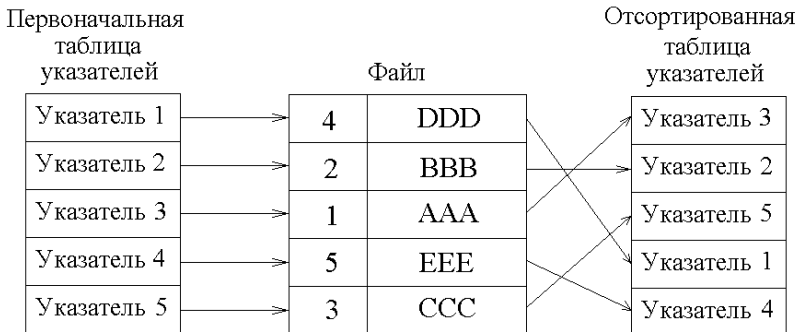 Первоначальная
таблица
указателей
Файл
Отсортированная
таблица
указателей
Указатель 1
4 DDD
Указатель 3
Указатель 2
2 BBB
Указатель 2
Указатель 3
1 AAA
Указатель 5
Указатель 4
5 EEE
Указатель 1
Указатель 5
3 CCC
Указатель 4